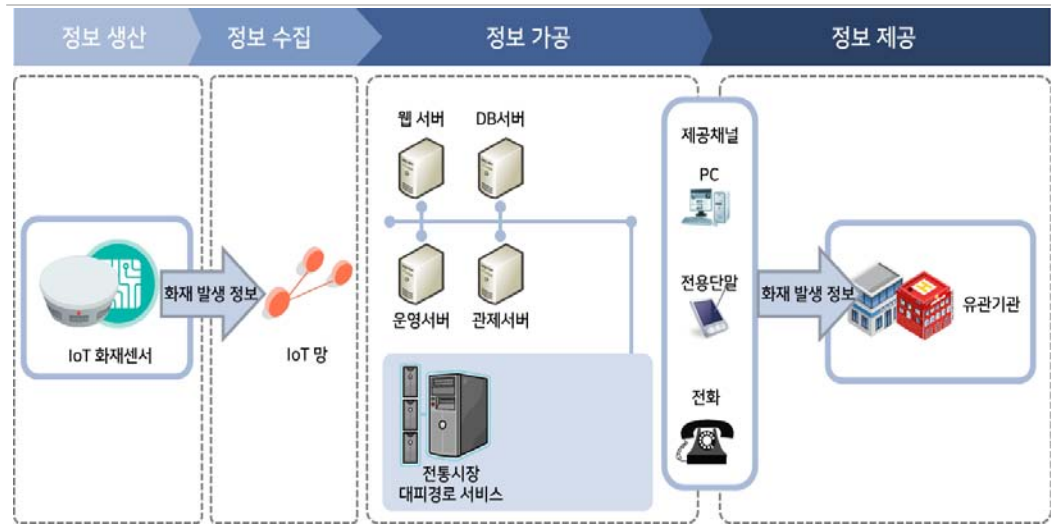 정보 생산
정보 수집
정보 가공
정보 제공
웹 서버
DB서버
운영서버
관제서버
전통시장
대피경로 서비스
화재 발생 정보
IoT 화재센서
IoT 망
제공채널
PC
전용단말
전화
화재 발생 정보
유관기관